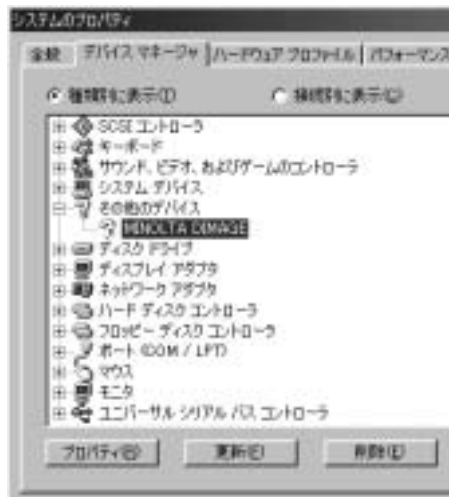 システムのプロパティ
全般 デバイス マネージャ ハードウェア プロファイル パフォーマンス
種類別に表示(T) 接続別に表示(C)
SCSI コントローラ
キーボード
サウンド、ビデオ、およびゲームのコントローラ
システム デバイス
その他のデバイス
MINOLTA DIMAGE
ディスク ドライブ
ディスプレイ アダプタ
ネットワーク アダプタ
ハード ディスク コントローラ
フロッピー ディスク コントローラ
ポート (COM / LPT)
マウス
モニタ
ユニバーサル シリアル バス コントローラ
プロパティ(R) 更新(F) 削除(E)